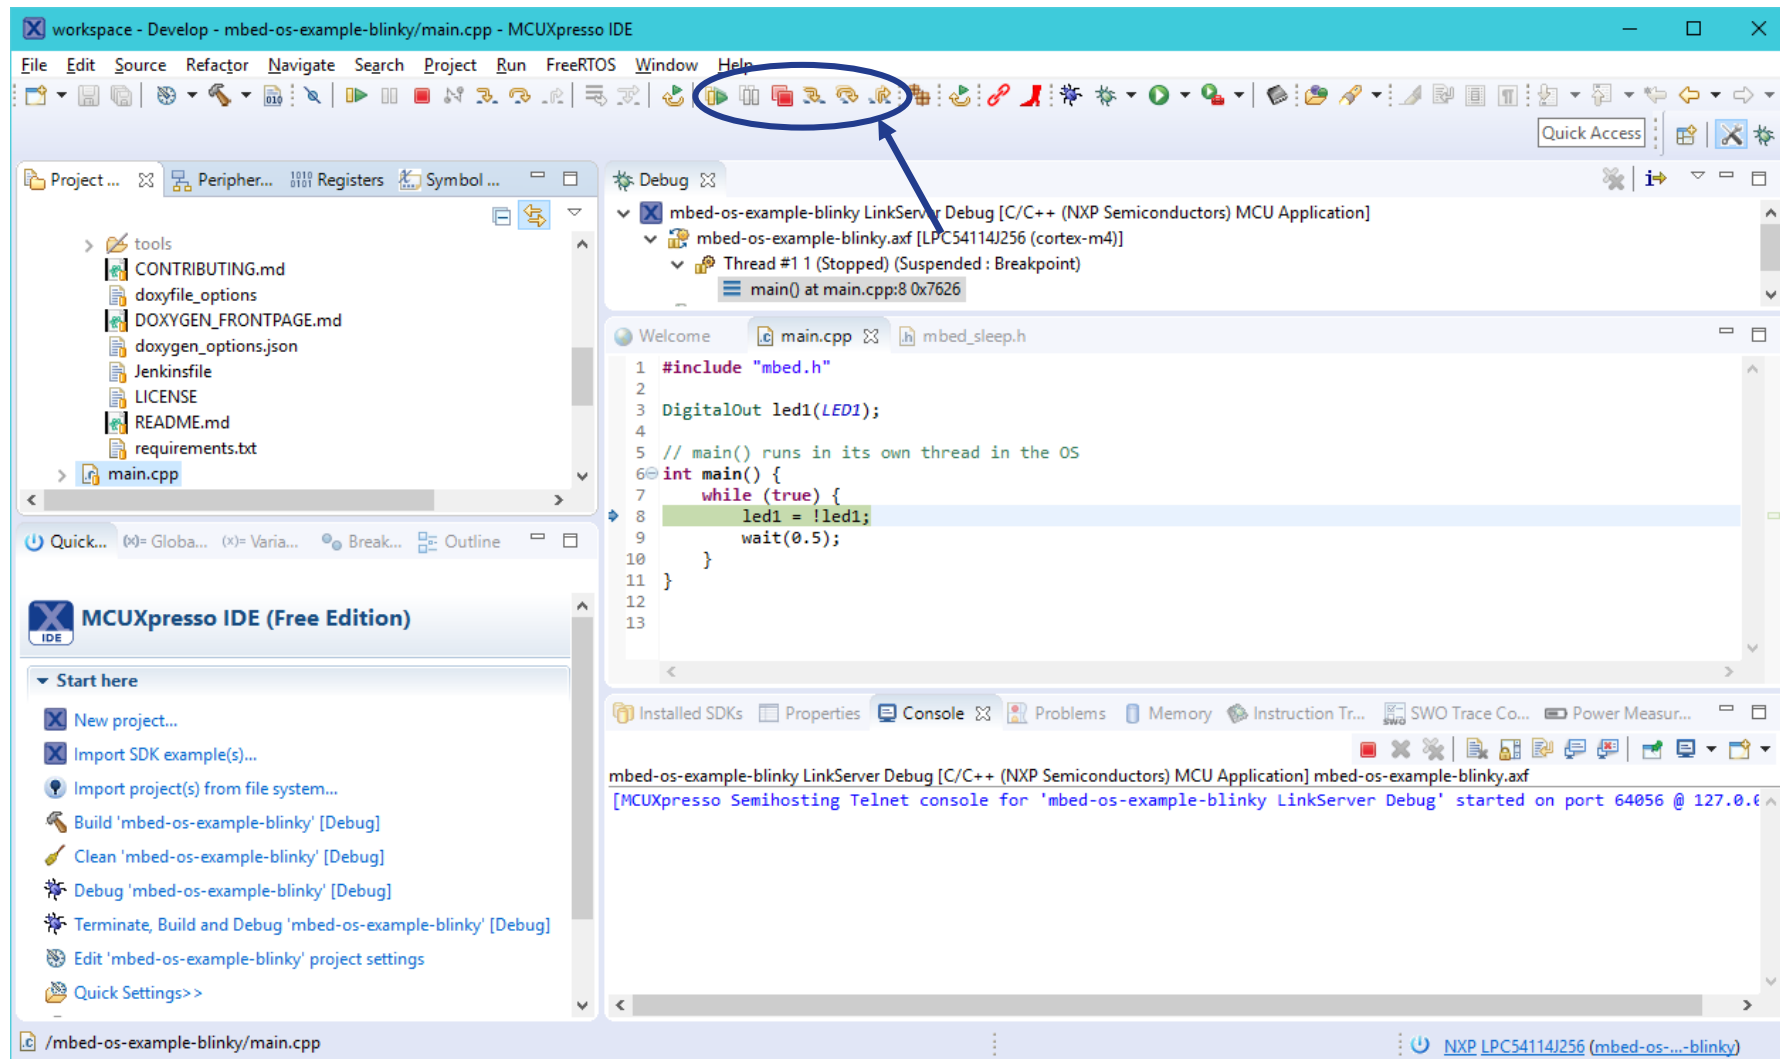 workspace - Develop - mbed-os-example-blinky/main.cpp - MCUXpresso IDE
File Edit Source Refactor Navigate Search Project Run FreeRTOS Window Help
Quick Access
Project ... Peripher... Registers Symbol ...
tools
CONTRIBUTING.md
doxyfile_options
DOXYGEN_FRONTPAGE.md
doxygen_options.json
Jenkinsfile
LICENSE
README.md
requirements.txt
main.cpp
Debug
mbed-os-example-blinky LinkServer Debug [C/C++ (NXP Semiconductors) MCU Application]
mbed-os-example-blinky.axf [LPC54114J256 (cortex-m4)]
Thread #1 1 (Stopped) (Suspended : Breakpoint)
main() at main.cpp:8 0x7626
Welcome main.cpp mbed_sleep.h
1 #include "mbed.h"
2
3 DigitalOut led1(LED1);
4
5 // main() runs in its own thread in the OS
6 int main() {
7 while (true) {
8 led1 = !led1;
9 wait(0.5);
10 }
11 }
12
13
Quick... (x)= Globa... (x)= Varia... Break... Outline
IDE
MCUXpresso IDE (Free Edition)
Start here
New project...
Import SDK example(s)...
Import project(s) from file system...
Build 'mbed-os-example-blinky' [Debug]
Clean 'mbed-os-example-blinky' [Debug]
Debug 'mbed-os-example-blinky' [Debug]
Terminate, Build and Debug 'mbed-os-example-blinky' [Debug]
Edit 'mbed-os-example-blinky' project settings
Quick Settings>>
Installed SDKs Properties Console Problems Memory Instruction Tr... SWO Trace Co... Power Measur...
mbed-os-example-blinky LinkServer Debug [C/C++ (NXP Semiconductors) MCU Application] mbed-os-example-blinky.axf
[MCUXpresso Semihosting Telnet console for 'mbed-os-example-blinky LinkServer Debug' started on port 64056 @ 127.0.
/mbed-os-example-blinky/main.cpp
NXP LPC54114J256 (mbed-os-...-blinky)